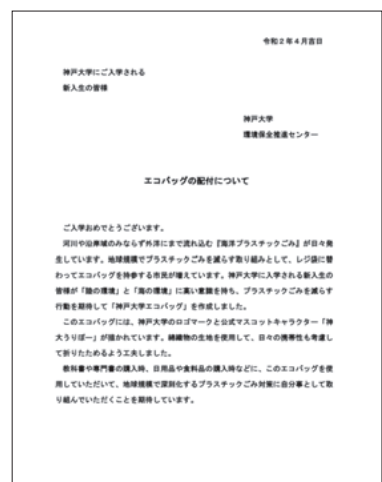 令和2年4月吉日
神戸大学にご入学される
新入生の皆様
神戸大学
環境保全推進センター
エコバッグの配付について
ご入学おめでとうございます。
河川や沿岸域のみならず外洋にまで流れ込む『海洋プラスチックごみ』が日々発
生しています。地球規模でプラスチックごみを減らす取り組みとして、レジ袋に替
わってエコバッグを持参する市民が増えています。神戸大学に入学される新入生の
皆様が「陸の環境」と「海の環境」に高い意識を持ち、プラスチックごみを減らす
行動を期待して「神戸大学エコバッグ」を作成しました。
このエコバッグには、神戸大学のロゴマークと公式マスコットキャラクター「神
大うりぼー」が描かれています。綿織物の生地を使用して、日々の携帯性も考慮し
て折りたためるよう工夫しました。
教科書や専門書の購入時、日用品や食料品の購入時などに、このエコバッグを使
用していただいて、地球規模で深刻化するプラスチックごみ対策に自分事として取
り組んでいただくことを期待しています。